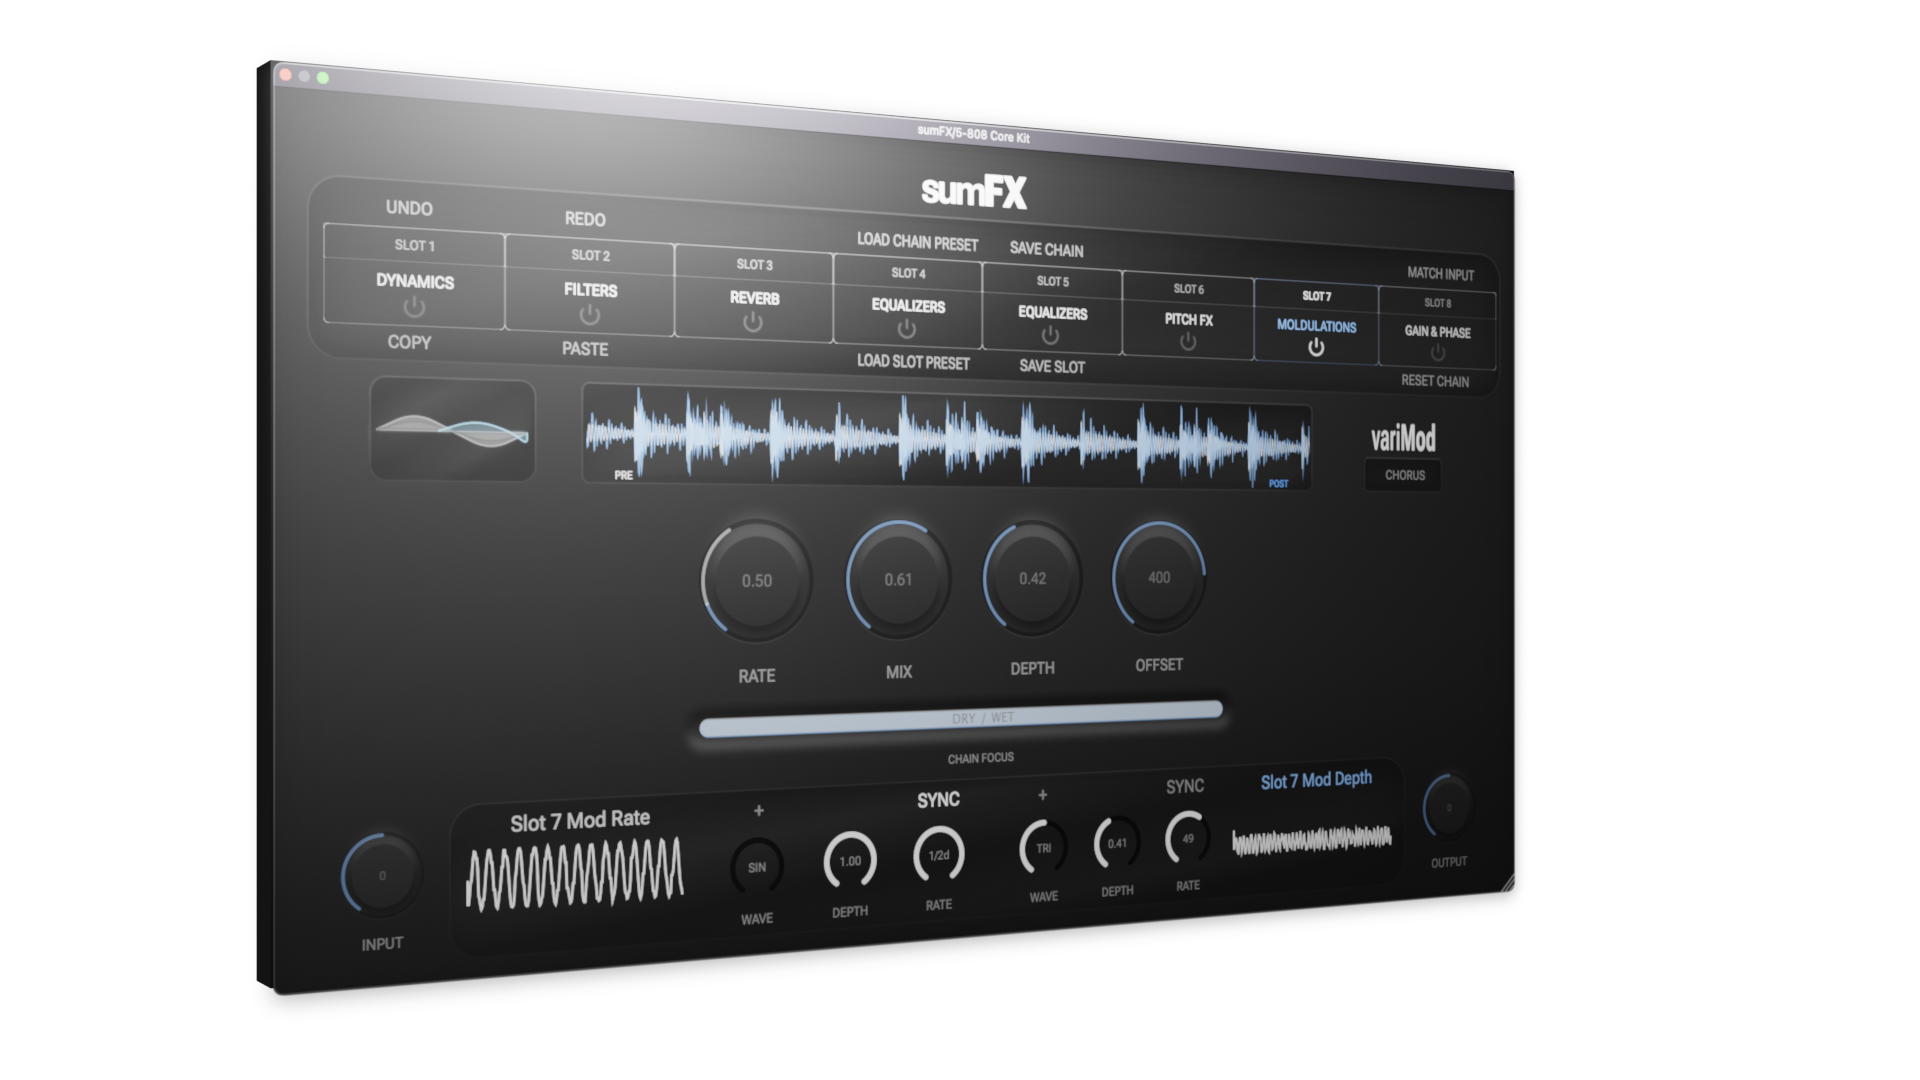 sumFX/5-808 Core Kit
sumFX
UNDO
REDO
LOAD CHAIN PRESET
SAVE CHAIN
MATCH INPUT
SLOT 1
DYNAMICS
SLOT 2
FILTERS
SLOT 3
REVERB
SLOT 4
EQUALIZERS
SLOT 5
EQUALIZERS
SLOT 6
PITCH FX
SLOT 7
MOLDULATIONS
SLOT 8
GAIN & PHASE
COPY
PASTE
LOAD SLOT PRESET
SAVE SLOT
RESET CHAIN
PRE
POST
variMod
CHORUS
0.50
0.61
0.42
400
RATE
MIX
DEPTH
OFFSET
DRY / WET
CHAIN FOCUS
0
INPUT
Slot 7 Mod Rate
+
SIN
WAVE
1.00
DEPTH
SYNC
1/2d
RATE
+
TRI
WAVE
0.41
DEPTH
SYNC
49
RATE
Slot 7 Mod Depth
0
OUTPUT